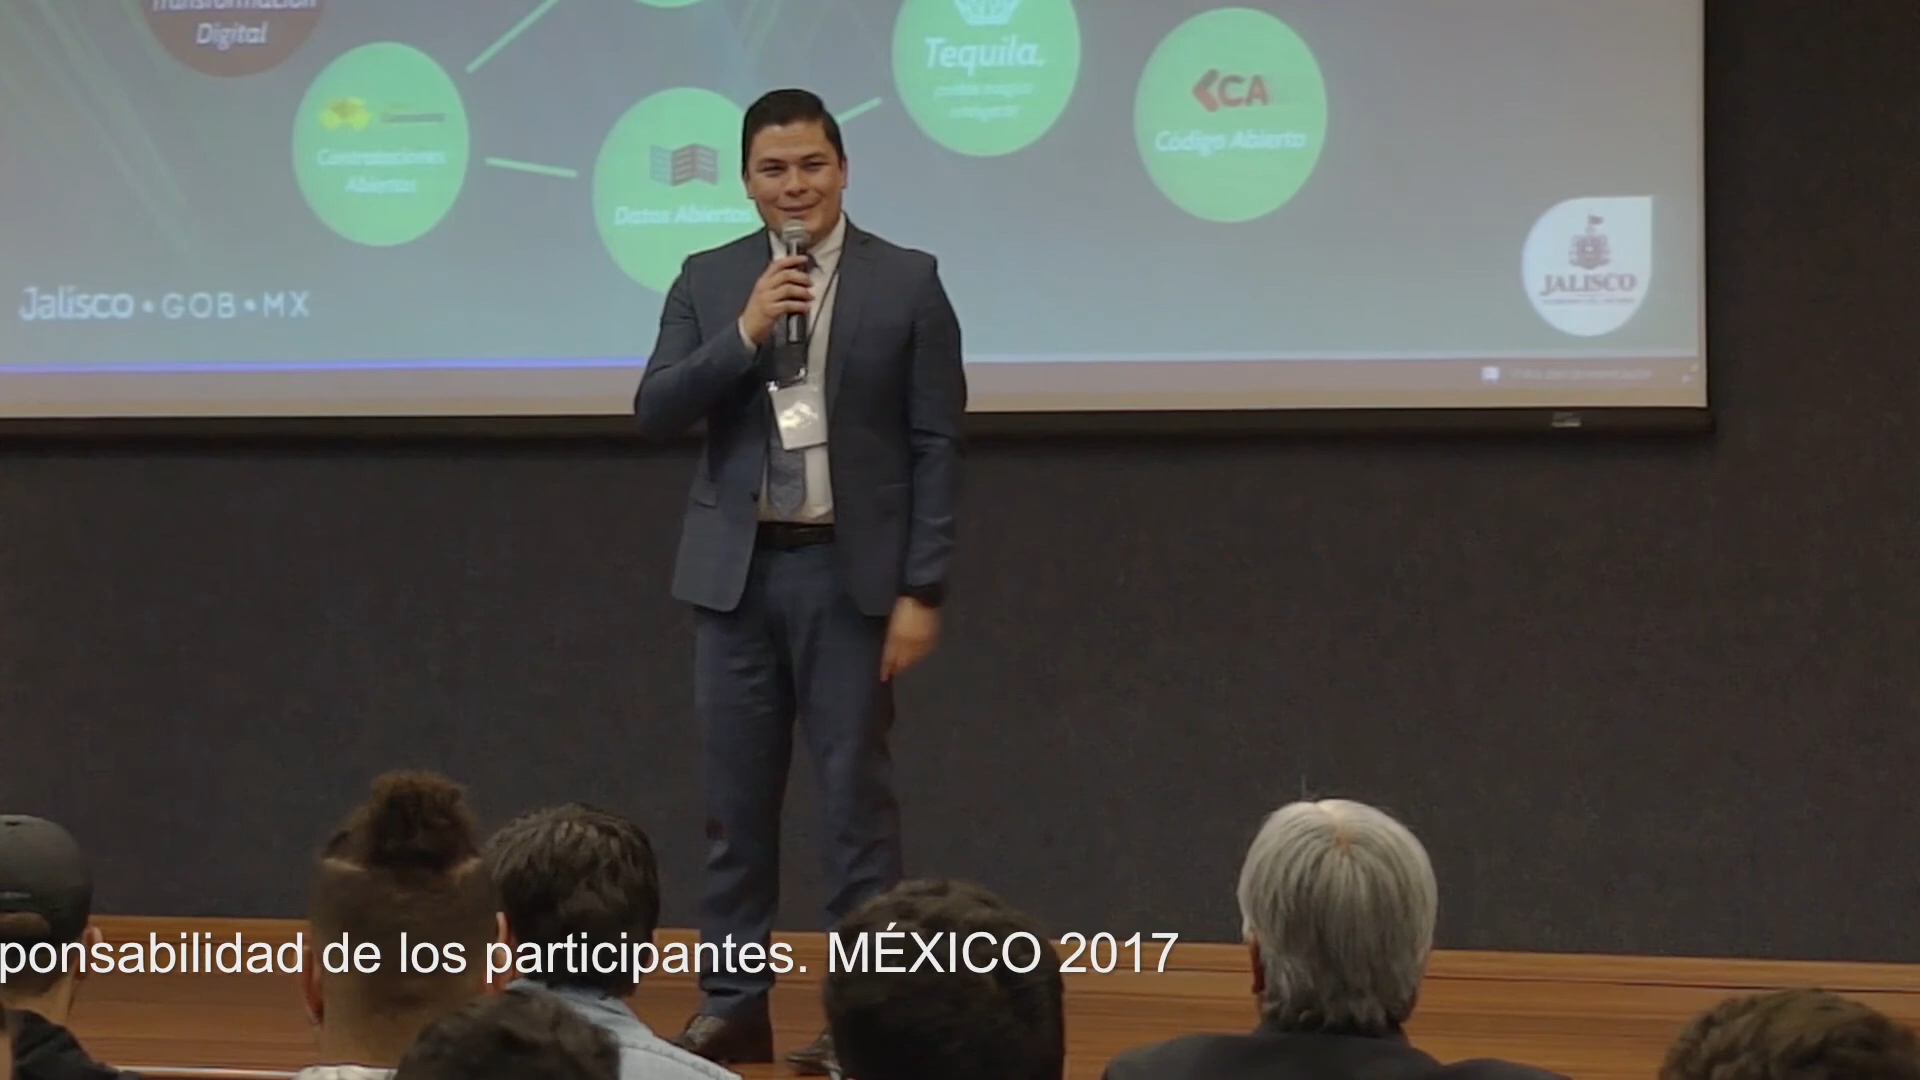 Transformación
Digital
Contrataciones
Abiertas
Datos Abiertos
Tequila,
CA
Código Abierto
Jalisco • GOB • MX
JALISCO
ponsabilidad de los participantes. MÉXICO 2017